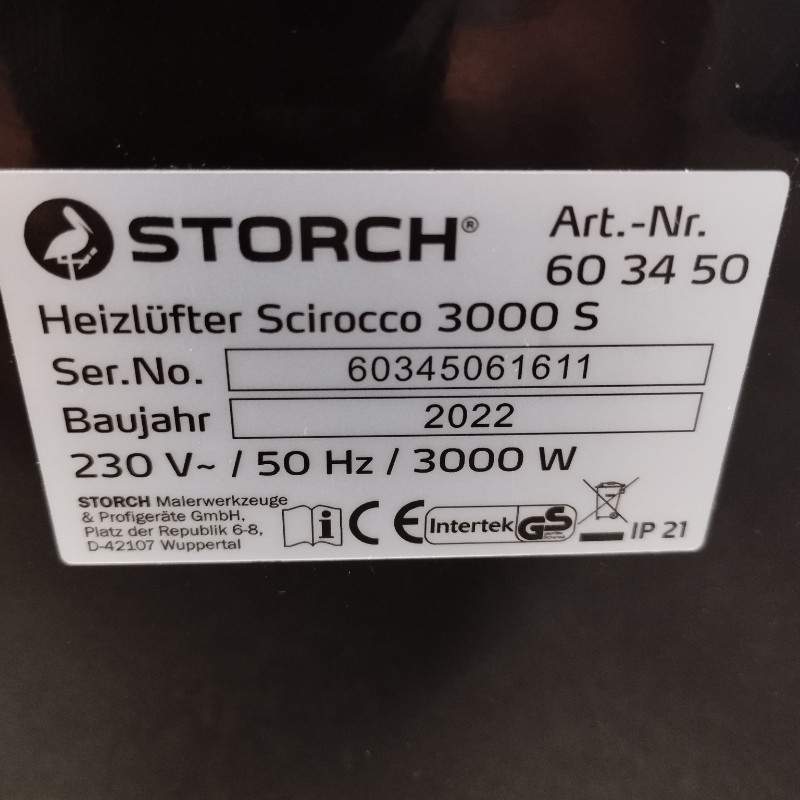 STORCH®
Art.-Nr.
60 34 50
Heizlüfter Scirocco 3000 S
Ser.No. 60345061611
Baujahr 2022
230 V~ / 50 Hz / 3000 W
STORCH Malerwerkzeuge
& Profigeräte GmbH,
Platz der Republik 6-8,
D-42107 Wuppertal
i CE Intertek GS IP 21